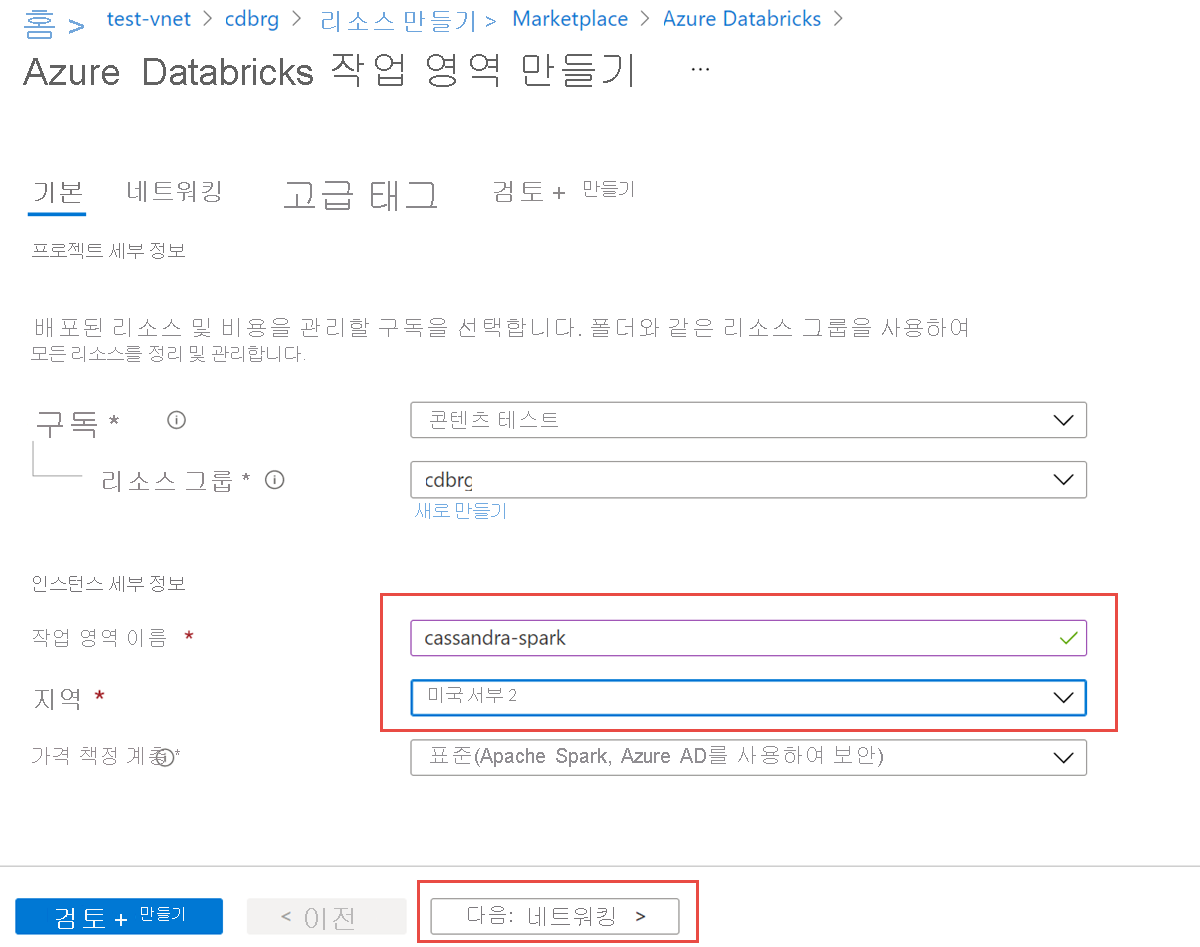 홈 > test-vnet > cdbrg > 리소스 만들기 > Marketplace > Azure Databricks >
Azure Databricks 작업 영역 만들기 ...
기본 네트워킹 고급 태그 검토 + 만들기
프로젝트 세부 정보
배포된 리소스 및 비용을 관리할 구독을 선택합니다. 폴더와 같은 리소스 그룹을 사용하여
모든 리소스를 정리 및 관리합니다.
구독 * 콘텐츠 테스트
리소스 그룹 * cdbrg
새로 만들기
인스턴스 세부 정보
작업 영역 이름 * cassandra-spark
지역 * 미국 서부 2
가격 책정 계층 * 표준(Apache Spark, Azure AD를 사용하여 보안)
검토 + 만들기 < 이전 다음: 네트워킹 >